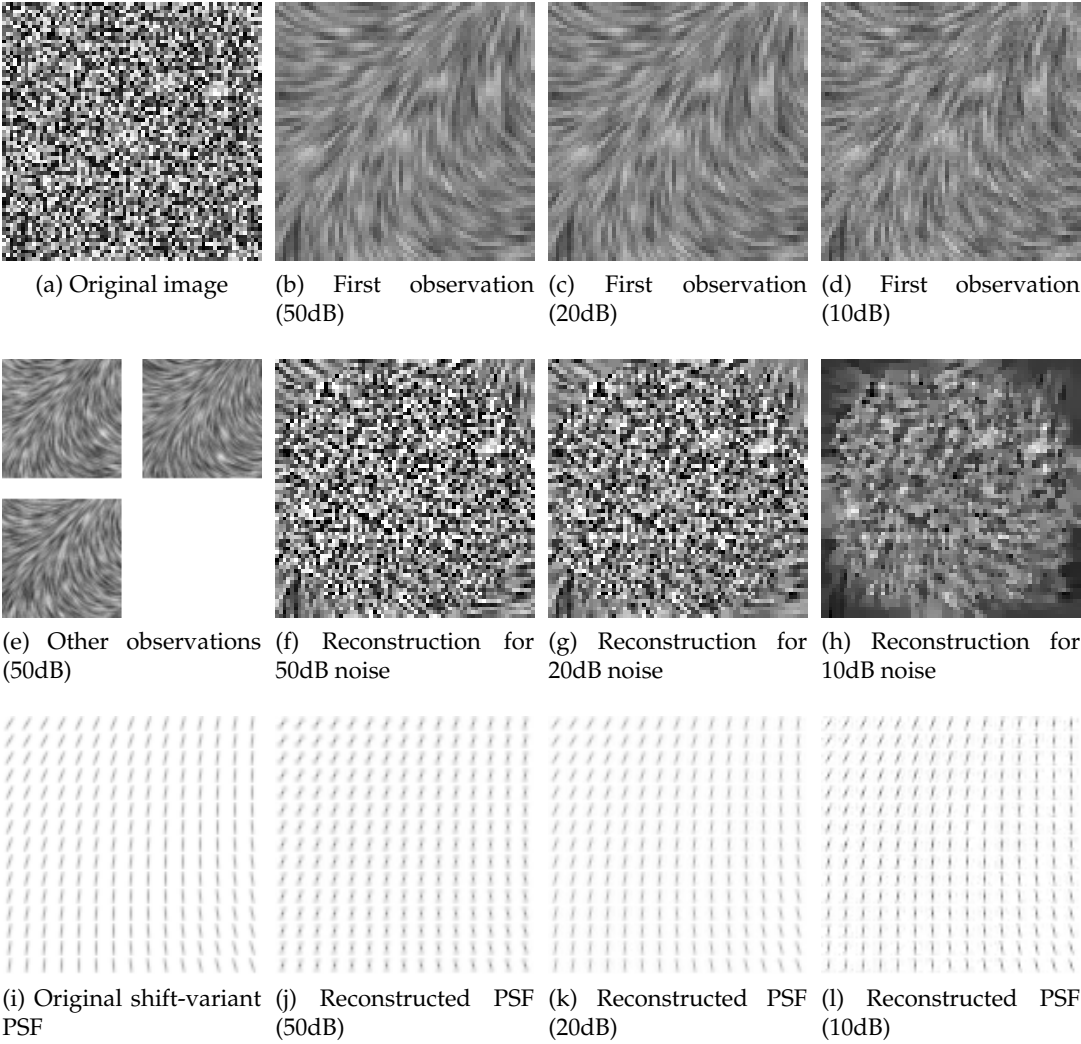 (a) Original image
(b) First observation (50dB)
(c) First observation (20dB)
(d) First observation (10dB)
(e) Other observations (50dB)
(f) Reconstruction for 50dB noise
(g) Reconstruction for 20dB noise
(h) Reconstruction for 10dB noise
(i) Original shift-variant PSF
(j) Reconstructed PSF (50dB)
(k) Reconstructed PSF (20dB)
(l) Reconstructed PSF (10dB)